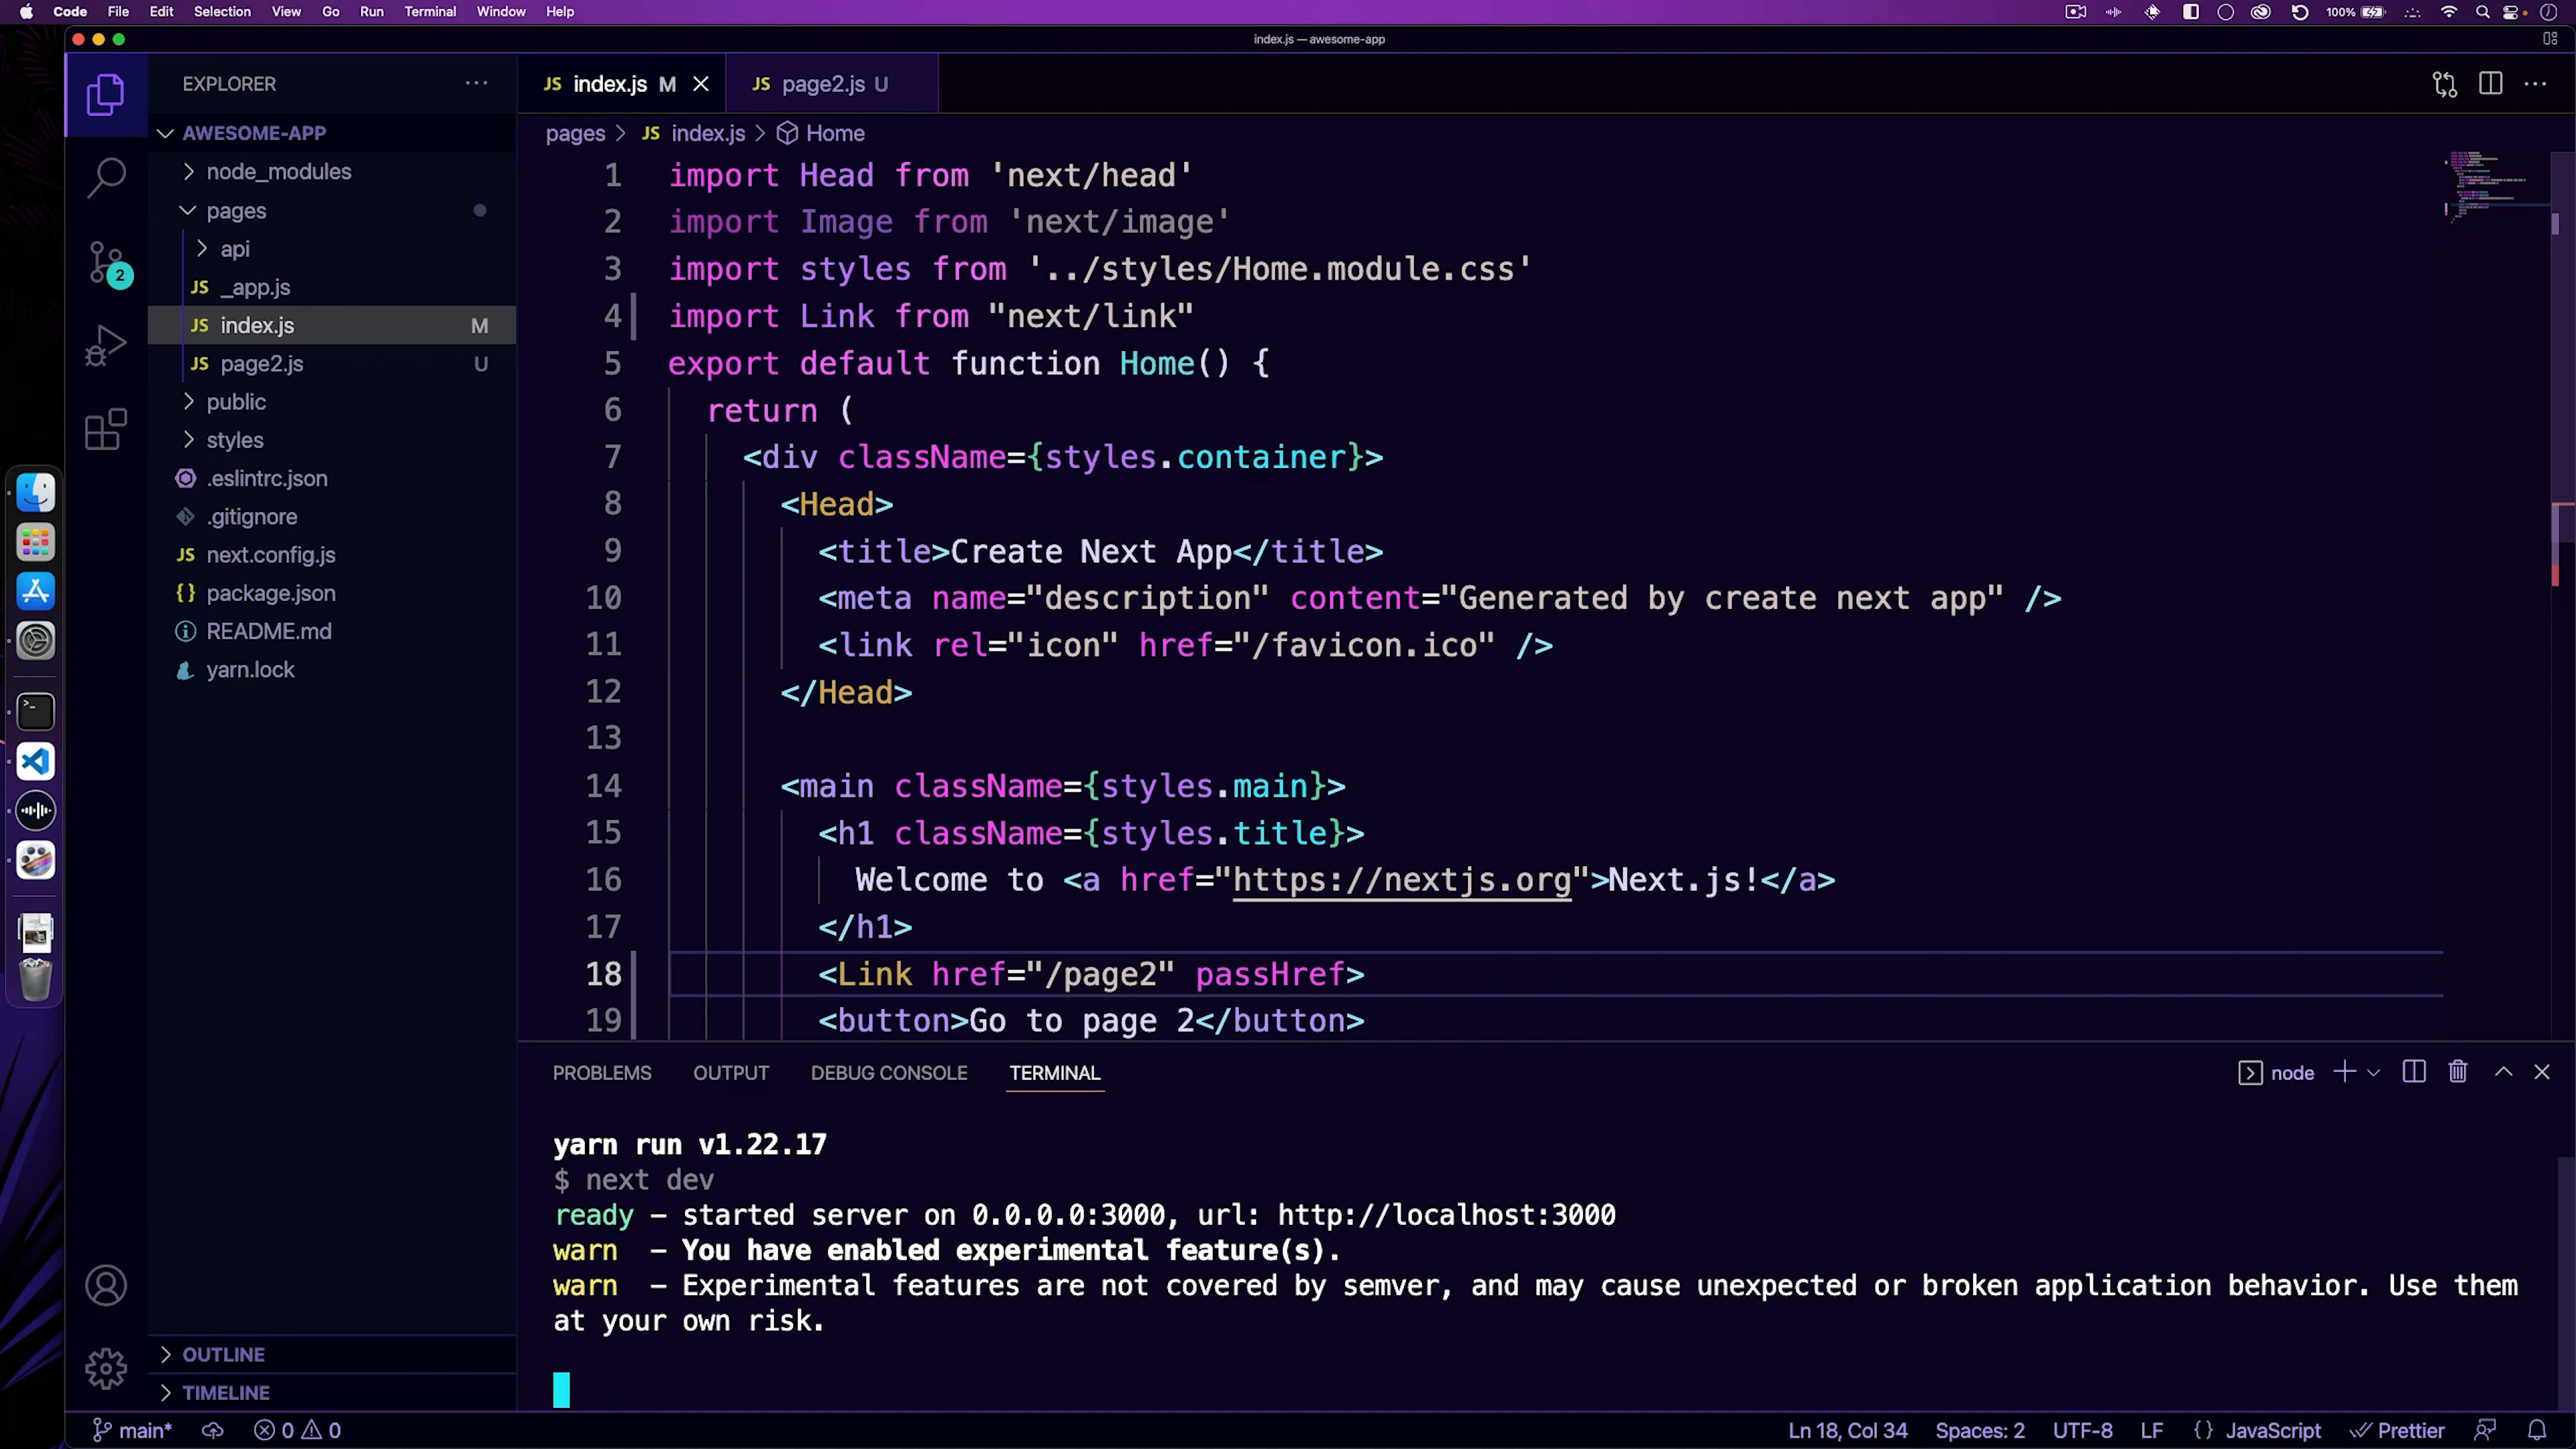 Code File Edit Selection View Go Run Terminal Window Help 100%
index.js — awesome-app
EXPLORER
AWESOME-APP
node_modules
pages
api
JS _app.js
JS index.js M
JS page2.js U
public
styles
.eslintrc.json
.gitignore
JS next.config.js
{} package.json
README.md
yarn.lock
OUTLINE
TIMELINE
2
JS index.js M
JS page2.js U
pages > JS index.js > Home
1 import Head from 'next/head'
2 import Image from 'next/image'
3 import styles from '../styles/Home.module.css'
4 import Link from "next/link"
5 export default function Home() {
6 return (
7 <div className={styles.container}>
8 <Head>
9 <title>Create Next App</title>
10 <meta name="description" content="Generated by create next app" />
11 <link rel="icon" href="/favicon.ico" />
12 </Head>
13
14 <main className={styles.main}>
15 <h1 className={styles.title}>
16 Welcome to <a href="https://nextjs.org">Next.js!</a>
17 </h1>
18 <Link href="/page2" passHref>
19 <button>Go to page 2</button>
PROBLEMS OUTPUT DEBUG CONSOLE TERMINAL
node
yarn run v1.22.17
$ next dev
ready - started server on 0.0.0.0:3000, url: http://localhost:3000
warn - You have enabled experimental feature(s).
warn - Experimental features are not covered by semver, and may cause unexpected or broken application behavior. Use them
at your own risk.
main* 0 0
Ln 18, Col 34 Spaces: 2 UTF-8 LF {} JavaScript Prettier